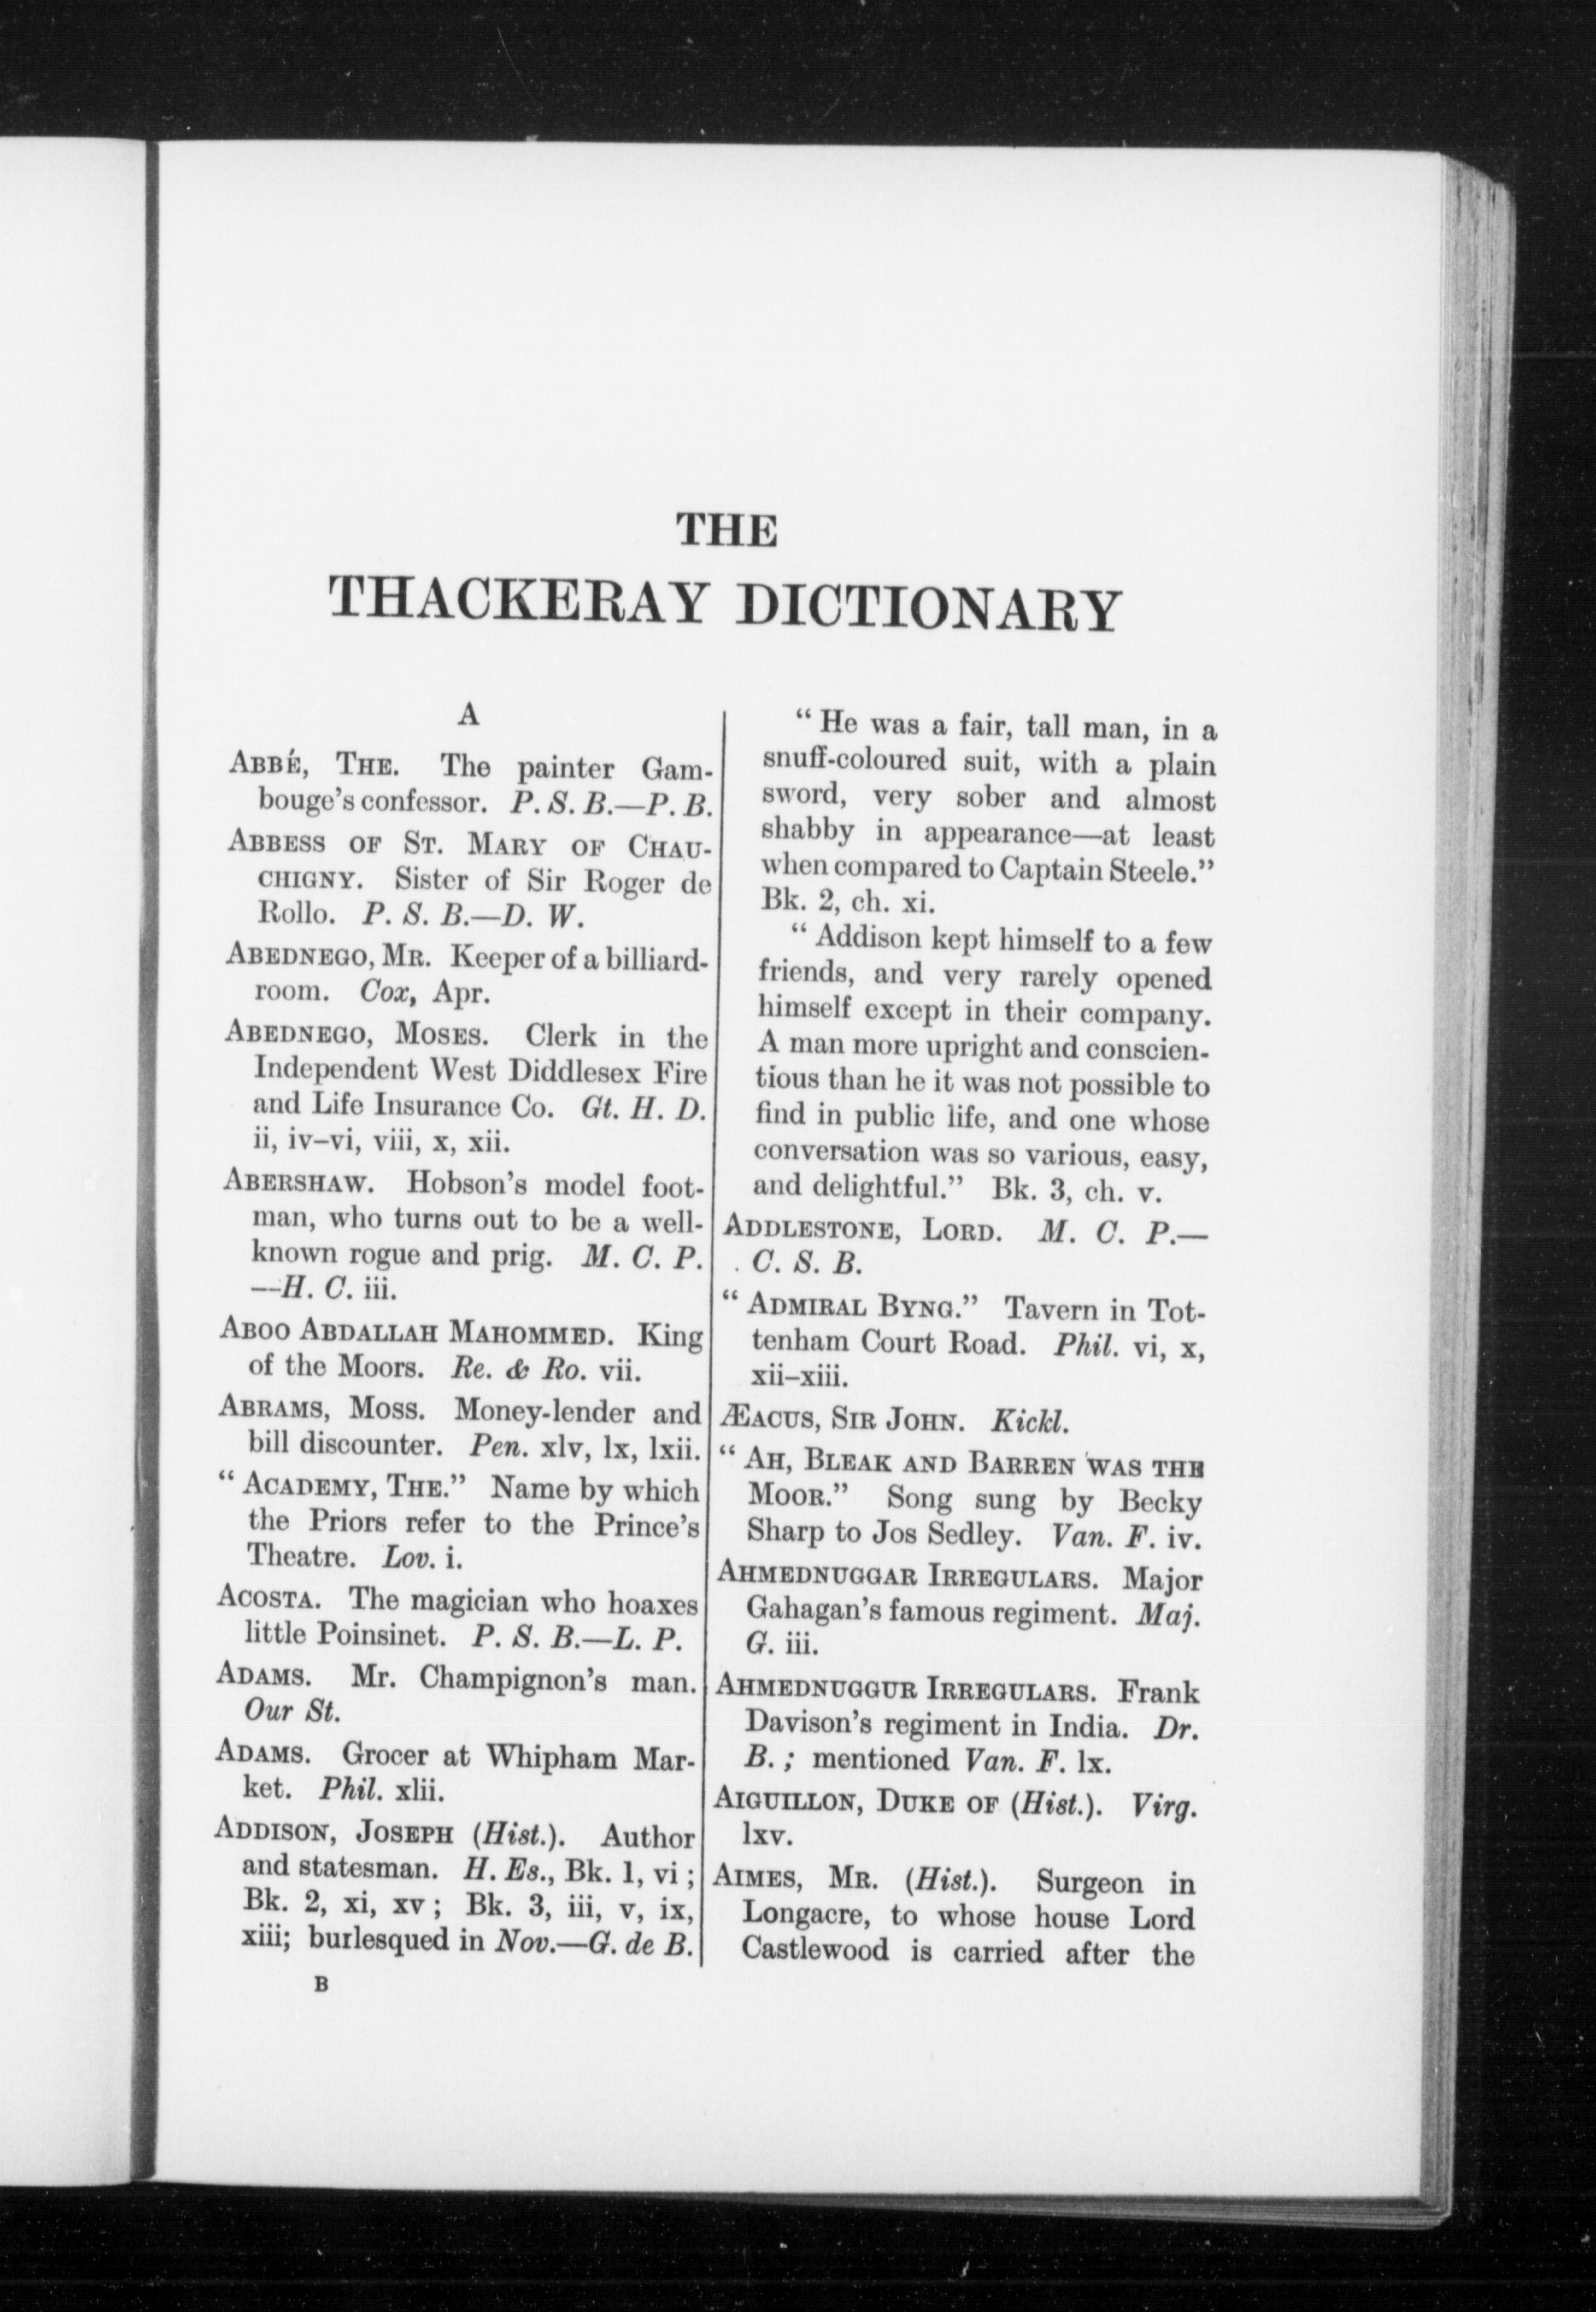 THE
THACKERAY DICTIONARY
A
ABBÉ, THE. The painter Gam-
bouge's confessor. P. S. B.—P. B.
ABBESS OF ST. MARY OF CHAU-
CHIGNY. Sister of Sir Roger de
Rollo. P. S. B.—D. W.
ABEDNEGO, MR. Keeper of a billiard-
room. Cox, Apr.
ABEDNEGO, MOSES. Clerk in the
Independent West Diddlesex Fire
and Life Insurance Co. Gt. H. D.
ii, iv–vi, viii, x, xii.
ABERSHAW. Hobson's model foot-
man, who turns out to be a well-
known rogue and prig. M. C. P.
—H. C. iii.
ABOO ABDALLAH MAHOMMED. King
of the Moors. Re. & Ro. vii.
ABRAMS, MOSS. Money-lender and
bill discounter. Pen. xlv, lx, lxii.
“ ACADEMY, THE.” Name by which
the Priors refer to the Prince's
Theatre. Lov. i.
ACOSTA. The magician who hoaxes
little Poinsinet. P. S. B.—L. P.
ADAMS. Mr. Champignon's man.
Our St.
ADAMS. Grocer at Whipham Mar-
ket. Phil. xlii.
ADDISON, JOSEPH (Hist.). Author
and statesman. H. Es., Bk. 1, vi ;
Bk. 2, xi, xv ; Bk. 3, iii, v, ix,
xiii; burlesqued in Nov.—G. de B.
B
“ He was a fair, tall man, in a
snuff-coloured suit, with a plain
sword, very sober and almost
shabby in appearance—at least
when compared to Captain Steele.”
Bk. 2, ch. xi.
“ Addison kept himself to a few
friends, and very rarely opened
himself except in their company.
A man more upright and conscien-
tious than he it was not possible to
find in public life, and one whose
conversation was so various, easy,
and delightful.” Bk. 3, ch. v.
ADDLESTONE, LORD. M. C. P.—
C. S. B.
“ ADMIRAL BYNG.” Tavern in Tot-
tenham Court Road. Phil. vi, x,
xii–xiii.
ÆACUS, SIR JOHN. Kickl.
“ AH, BLEAK AND BARREN WAS THE
MOOR.” Song sung by Becky
Sharp to Jos Sedley. Van. F. iv.
AHMEDNUGGAR IRREGULARS. Major
Gahagan's famous regiment. Maj.
G. iii.
AHMEDNUGGUR IRREGULARS. Frank
Davison's regiment in India. Dr.
B. ; mentioned Van. F. lx.
AIGUILLON, DUKE OF (Hist.). Virg.
lxv.
AIMES, MR. (Hist.). Surgeon in
Longacre, to whose house Lord
Castlewood is carried after the